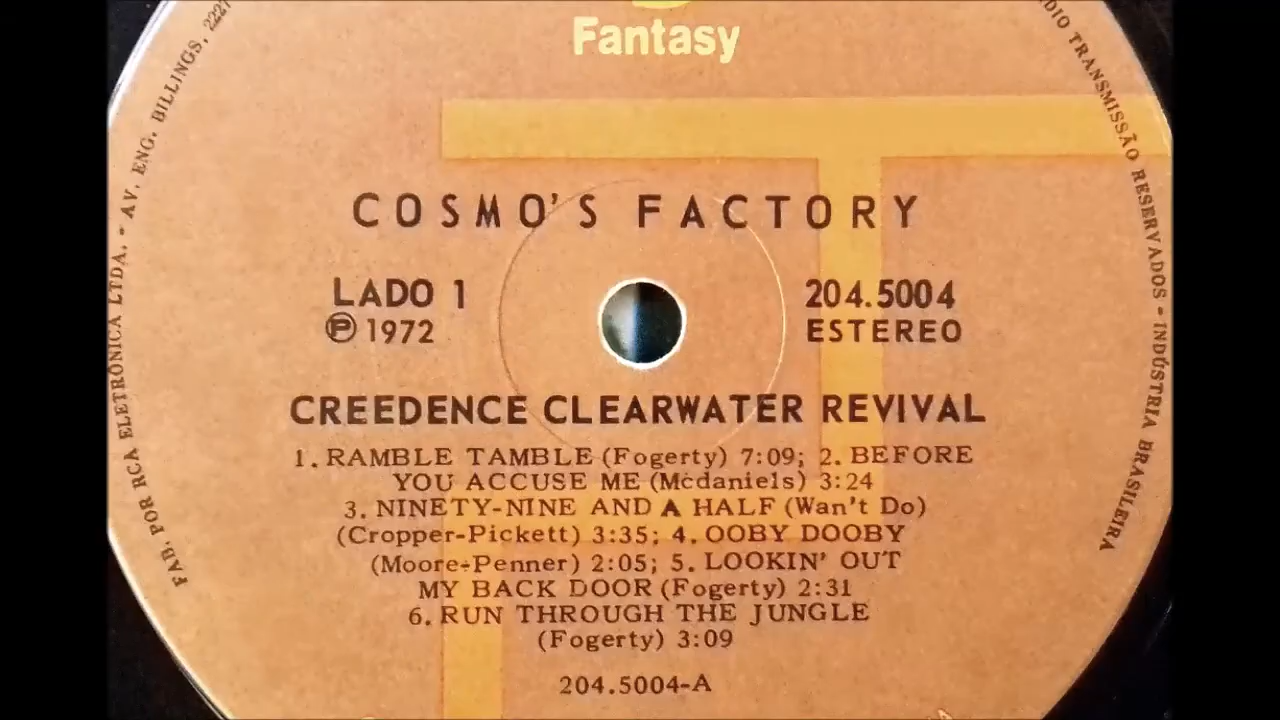 Fantasy
COSMO'S FACTORY
LADO 1
℗ 1972
204.5004
ESTEREO
CREEDENCE CLEARWATER REVIVAL
1. RAMBLE TAMBLE (Fogerty) 7:09; 2. BEFORE
YOU ACCUSE ME (Mcdaniels) 3:24
3. NINETY-NINE AND A HALF (Wan't Do)
(Cropper-Pickett) 3:35; 4. OOBY DOOBY
(Moore-Penner) 2:05; 5. LOOKIN' OUT
MY BACK DOOR (Fogerty) 2:31
6. RUN THROUGH THE JUNGLE
(Fogerty) 3:09
204.5004-A
FAB. POR RCA ELETRÔNICA LTDA. - AV. ENG. BILLINGS,
TRANSMISSÃO RESERVADOS - INDÚSTRIA BRASILEIRA